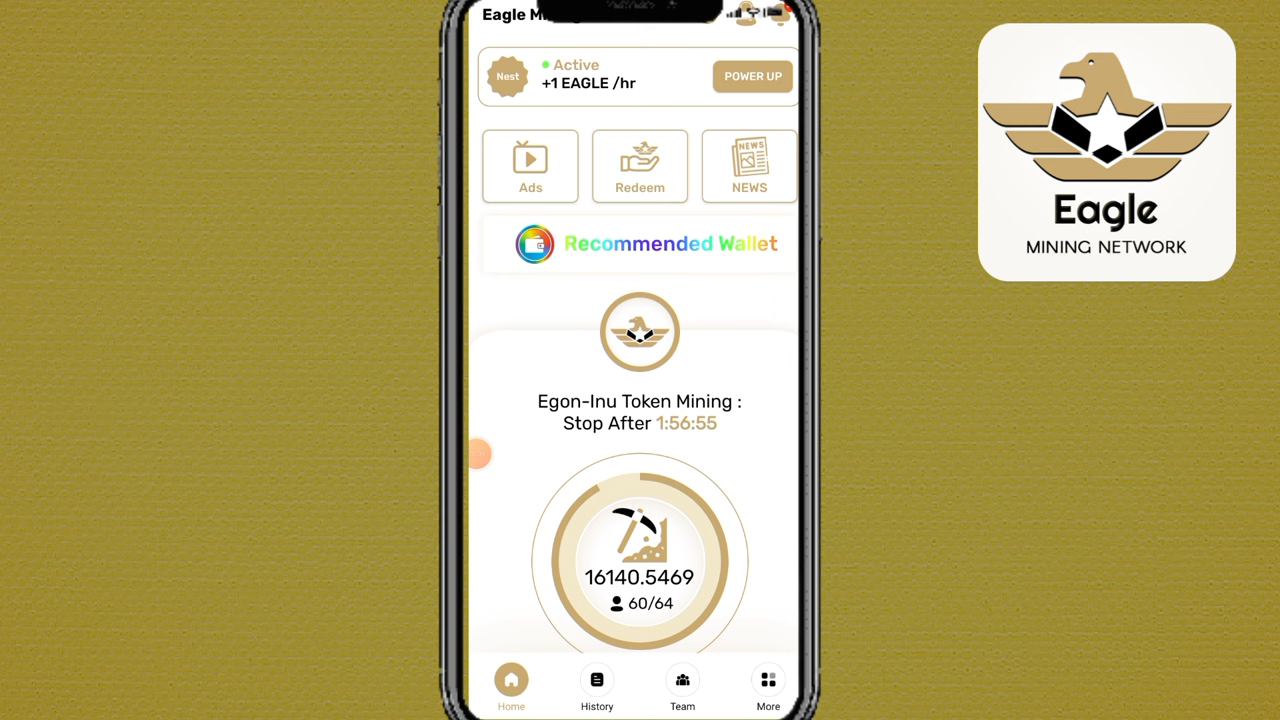 Eagle
Nest
Active
+1 EAGLE /hr
POWER UP
Ads
Redeem
NEWS
NEWS
Recommended Wallet
Egon-Inu Token Mining :
Stop After 1:56:55
16140.5469
60/64
Home
History
Team
More
Eagle
MINING NETWORK